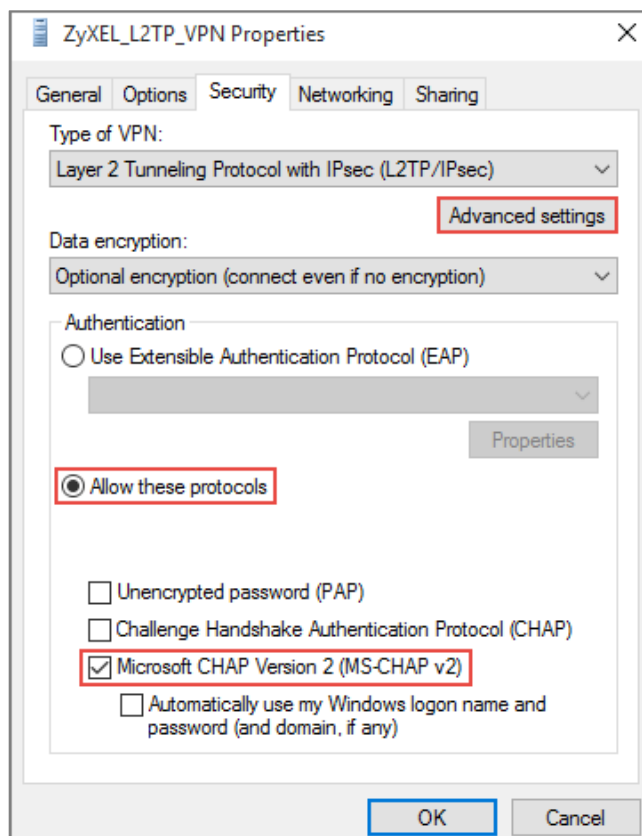 ZyXEL_L2TP_VPN Properties
General Options Security Networking Sharing
Type of VPN:
Layer 2 Tunneling Protocol with IPsec (L2TP/IPsec)
Advanced settings
Data encryption:
Optional encryption (connect even if no encryption)
Authentication
Use Extensible Authentication Protocol (EAP)
Properties
Allow these protocols
Unencrypted password (PAP)
Challenge Handshake Authentication Protocol (CHAP)
Microsoft CHAP Version 2 (MS-CHAP v2)
Automatically use my Windows logon name and
password (and domain, if any)
OK Cancel